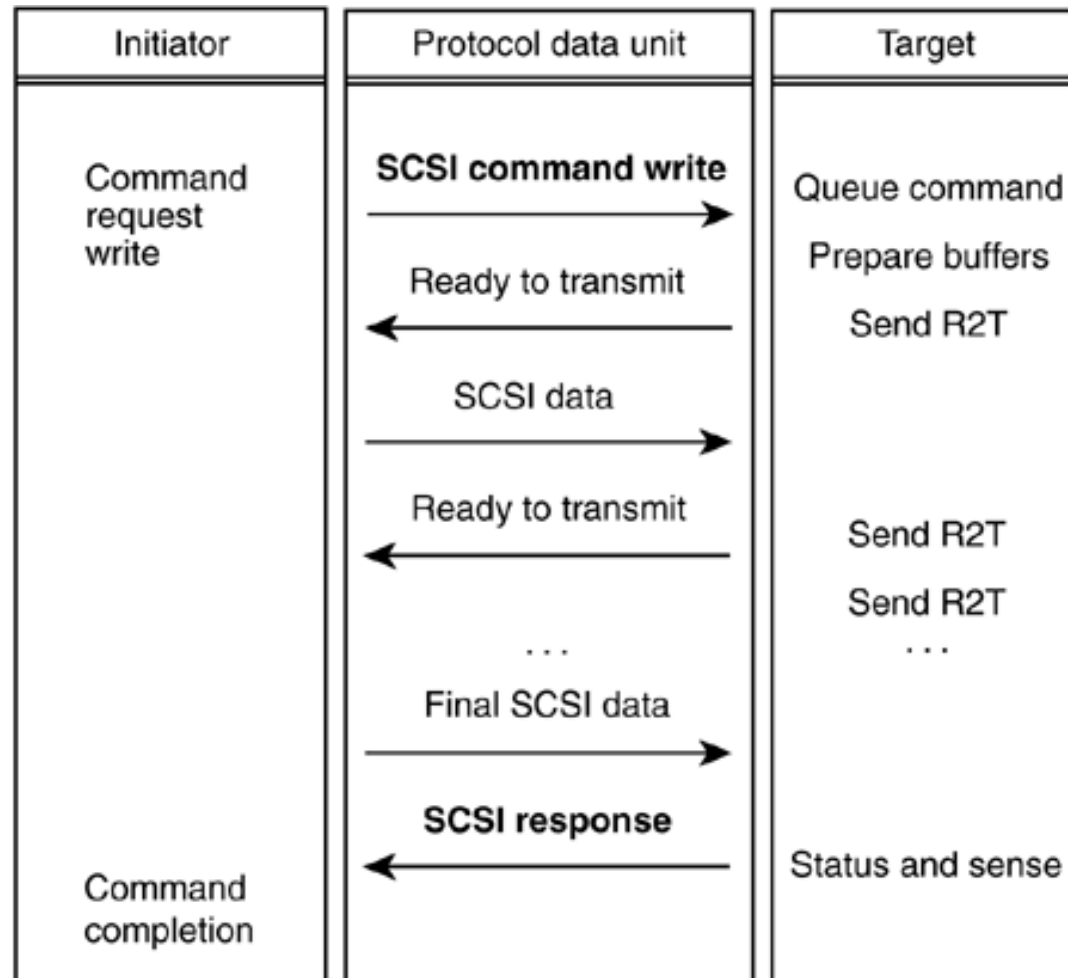 Initiator
Protocol data unit
Target
Command
request
write
SCSI command write
Queue command
Prepare buffers
Ready to transmit
Send R2T
SCSI data
Ready to transmit
Send R2T
Send R2T
. . .
. . .
Final SCSI data
SCSI response
Status and sense
Command
completion